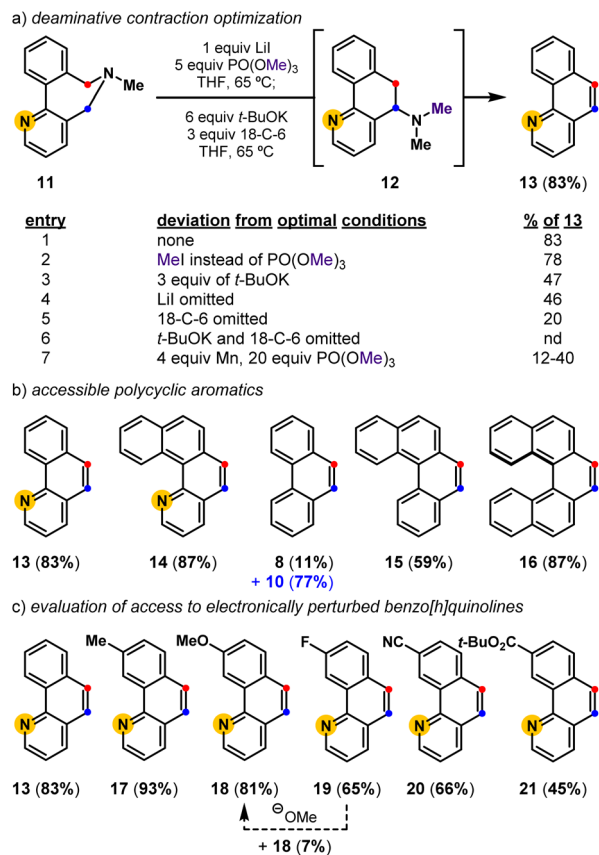 a) deaminative contraction optimization
1 equiv LiI
5 equiv PO(OMe)3
THF, 65 ºC;
6 equiv t-BuOK
3 equiv 18-C-6
THF, 65 ºC
N
Me
N
11
N
N
Me
Me
12
N
13 (83%)
entry deviation from optimal conditions % of 13
1 none 83
2 MeI instead of PO(OMe)3 78
3 3 equiv of t-BuOK 47
4 LiI omitted 46
5 18-C-6 omitted 20
6 t-BuOK and 18-C-6 omitted nd
7 4 equiv Mn, 20 equiv PO(OMe)3 12-40
b) accessible polycyclic aromatics
N N
13 (83%) 14 (87%) 8 (11%) 15 (59%) 16 (87%)
+ 10 (77%)
c) evaluation of access to electronically perturbed benzo[h]quinolines
Me MeO F NC t-BuO2C
N N N N N N
13 (83%) 17 (93%) 18 (81%) 19 (65%) 20 (66%) 21 (45%)
⊖OMe
+ 18 (7%)